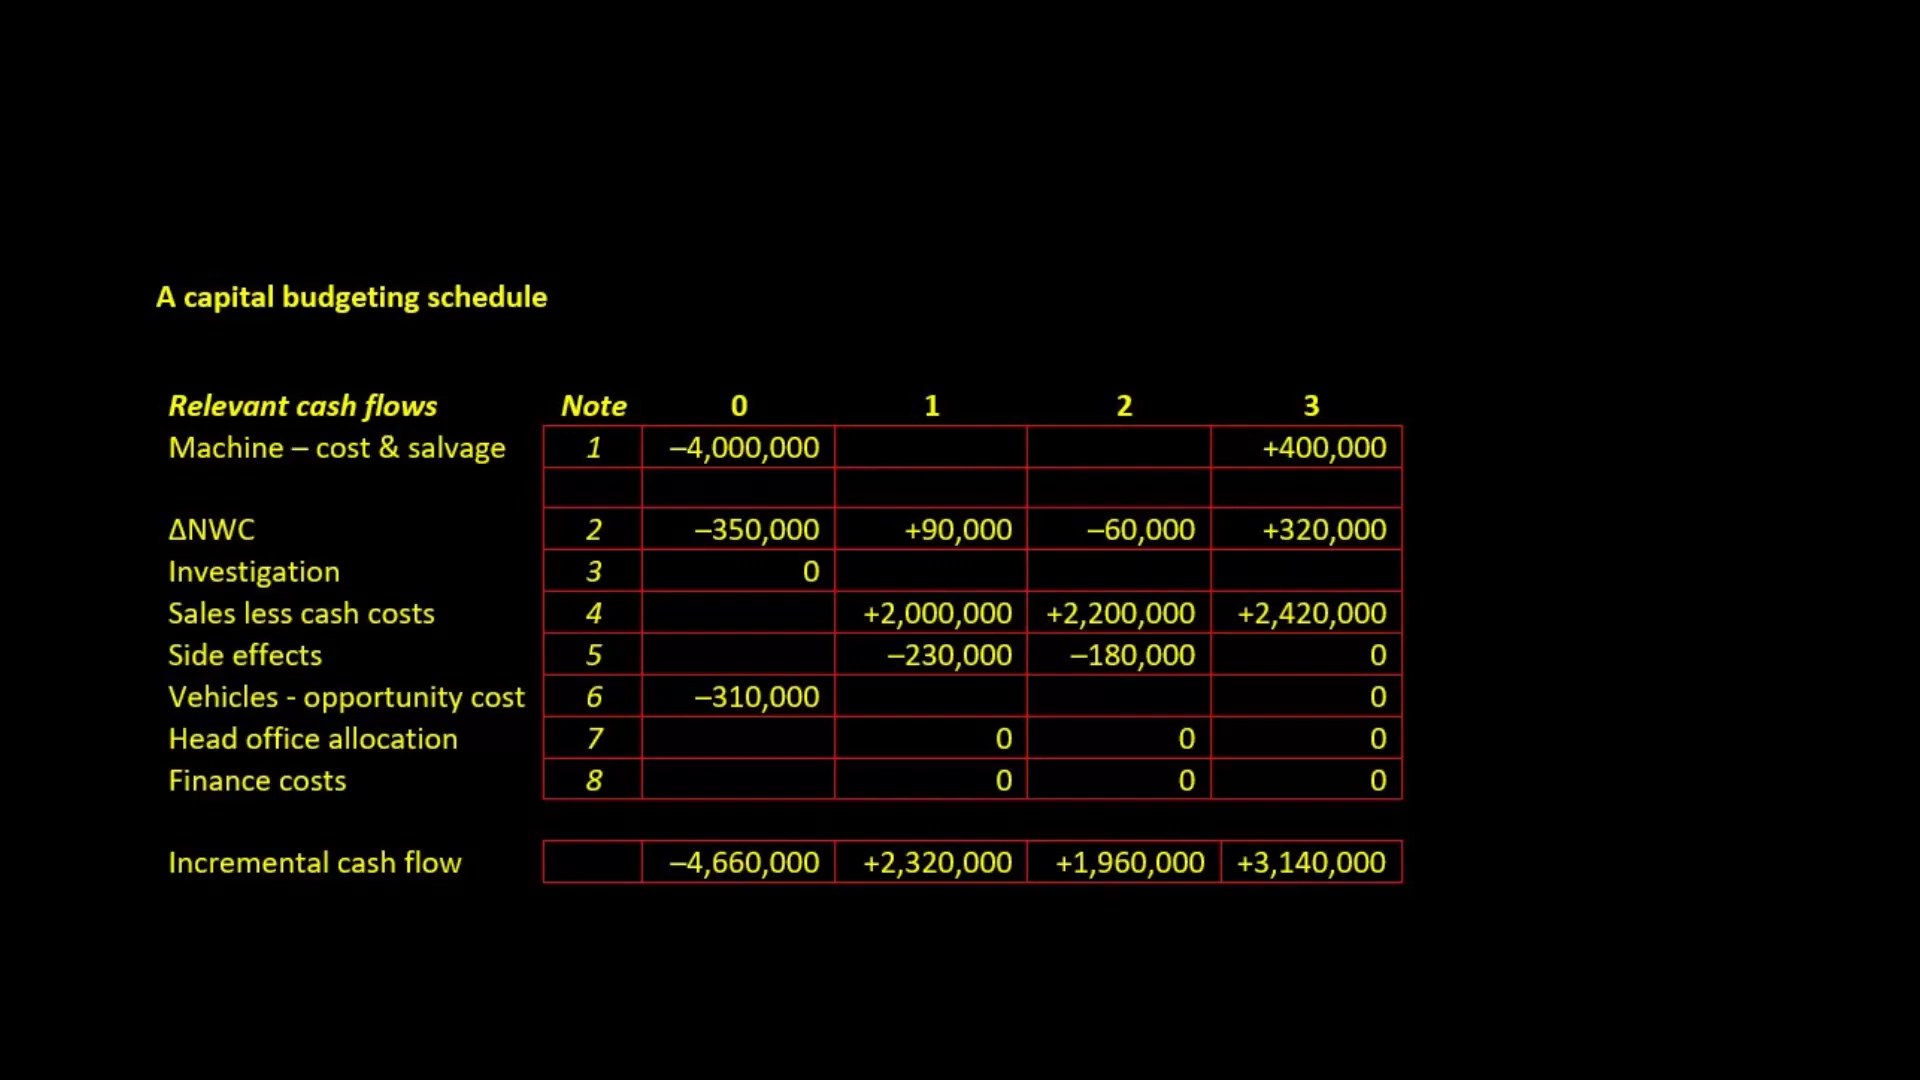 A capital budgeting schedule
Relevant cash flows Note 0 1 2 3
Machine – cost & salvage 1 –4,000,000 +400,000
ΔNWC 2 –350,000 +90,000 –60,000 +320,000
Investigation 3 0
Sales less cash costs 4 +2,000,000 +2,200,000 +2,420,000
Side effects 5 –230,000 –180,000 0
Vehicles - opportunity cost 6 –310,000 0
Head office allocation 7 0 0 0
Finance costs 8 0 0 0
Incremental cash flow –4,660,000 +2,320,000 +1,960,000 +3,140,000